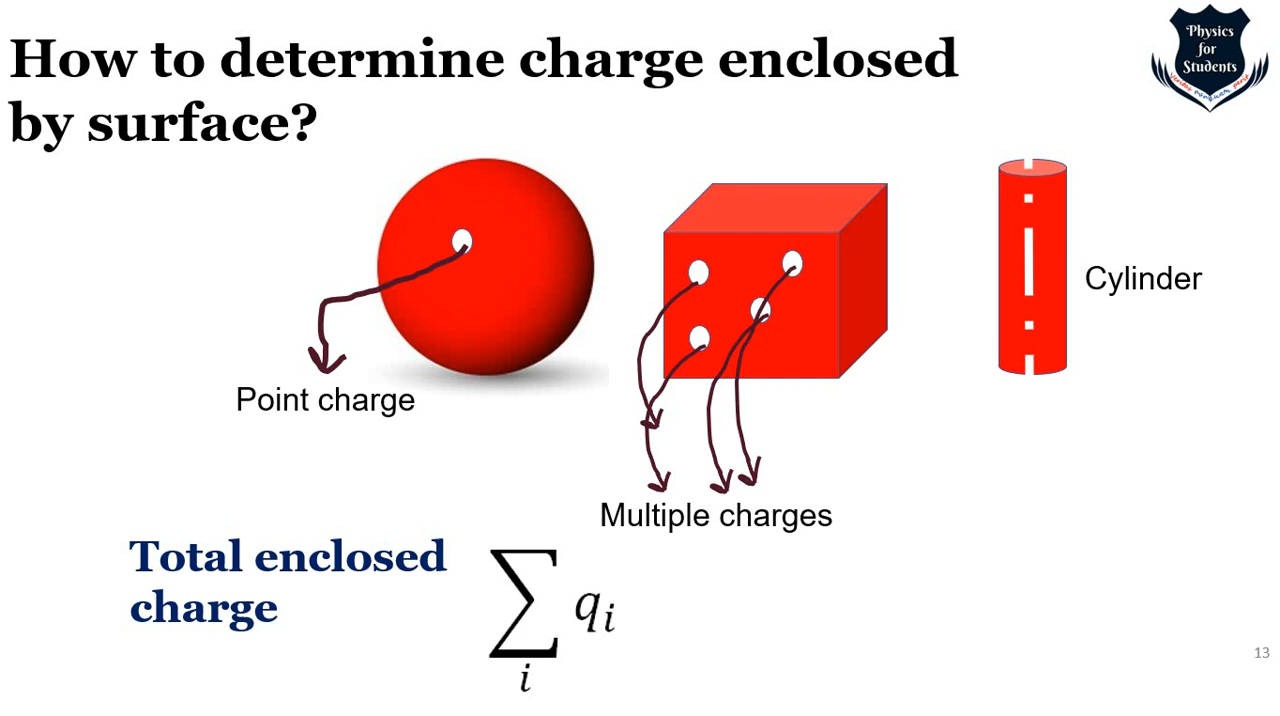 How to determine charge enclosed
by surface?
Physics
for
Students
Cylinder
Point charge
Multiple charges
Total enclosed
charge
∑ qᵢ
i
13